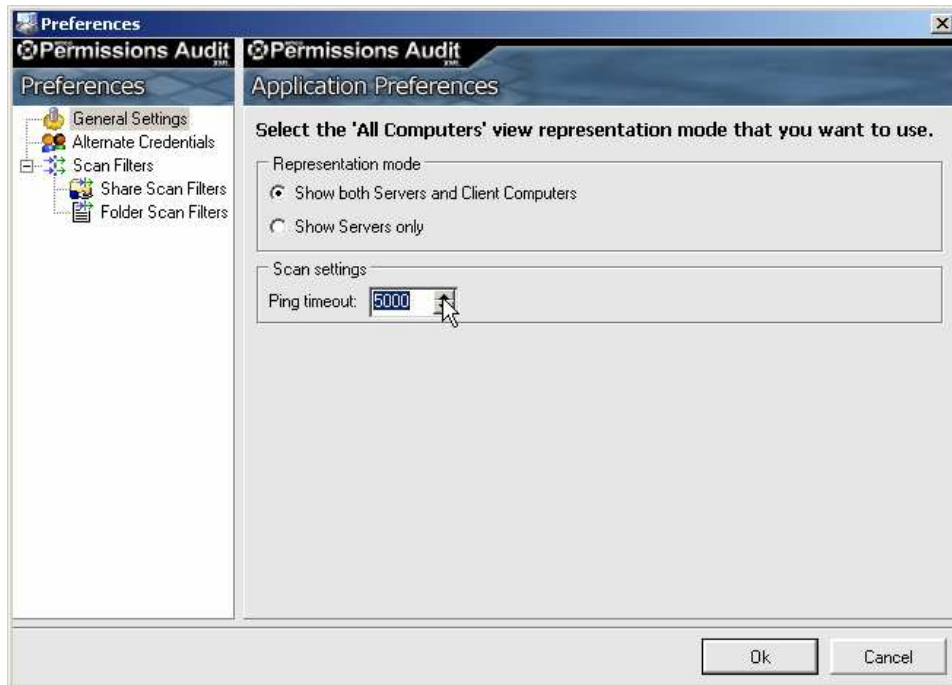 Preferences
Permissions Audit
Permissions Audit
Preferences
Application Preferences
General Settings
Alternate Credentials
Scan Filters
Share Scan Filters
Folder Scan Filters
Select the 'All Computers' view representation mode that you want to use.
Representation mode
Show both Servers and Client Computers
Show Servers only
Scan settings
Ping timeout: 5000
Ok
Cancel